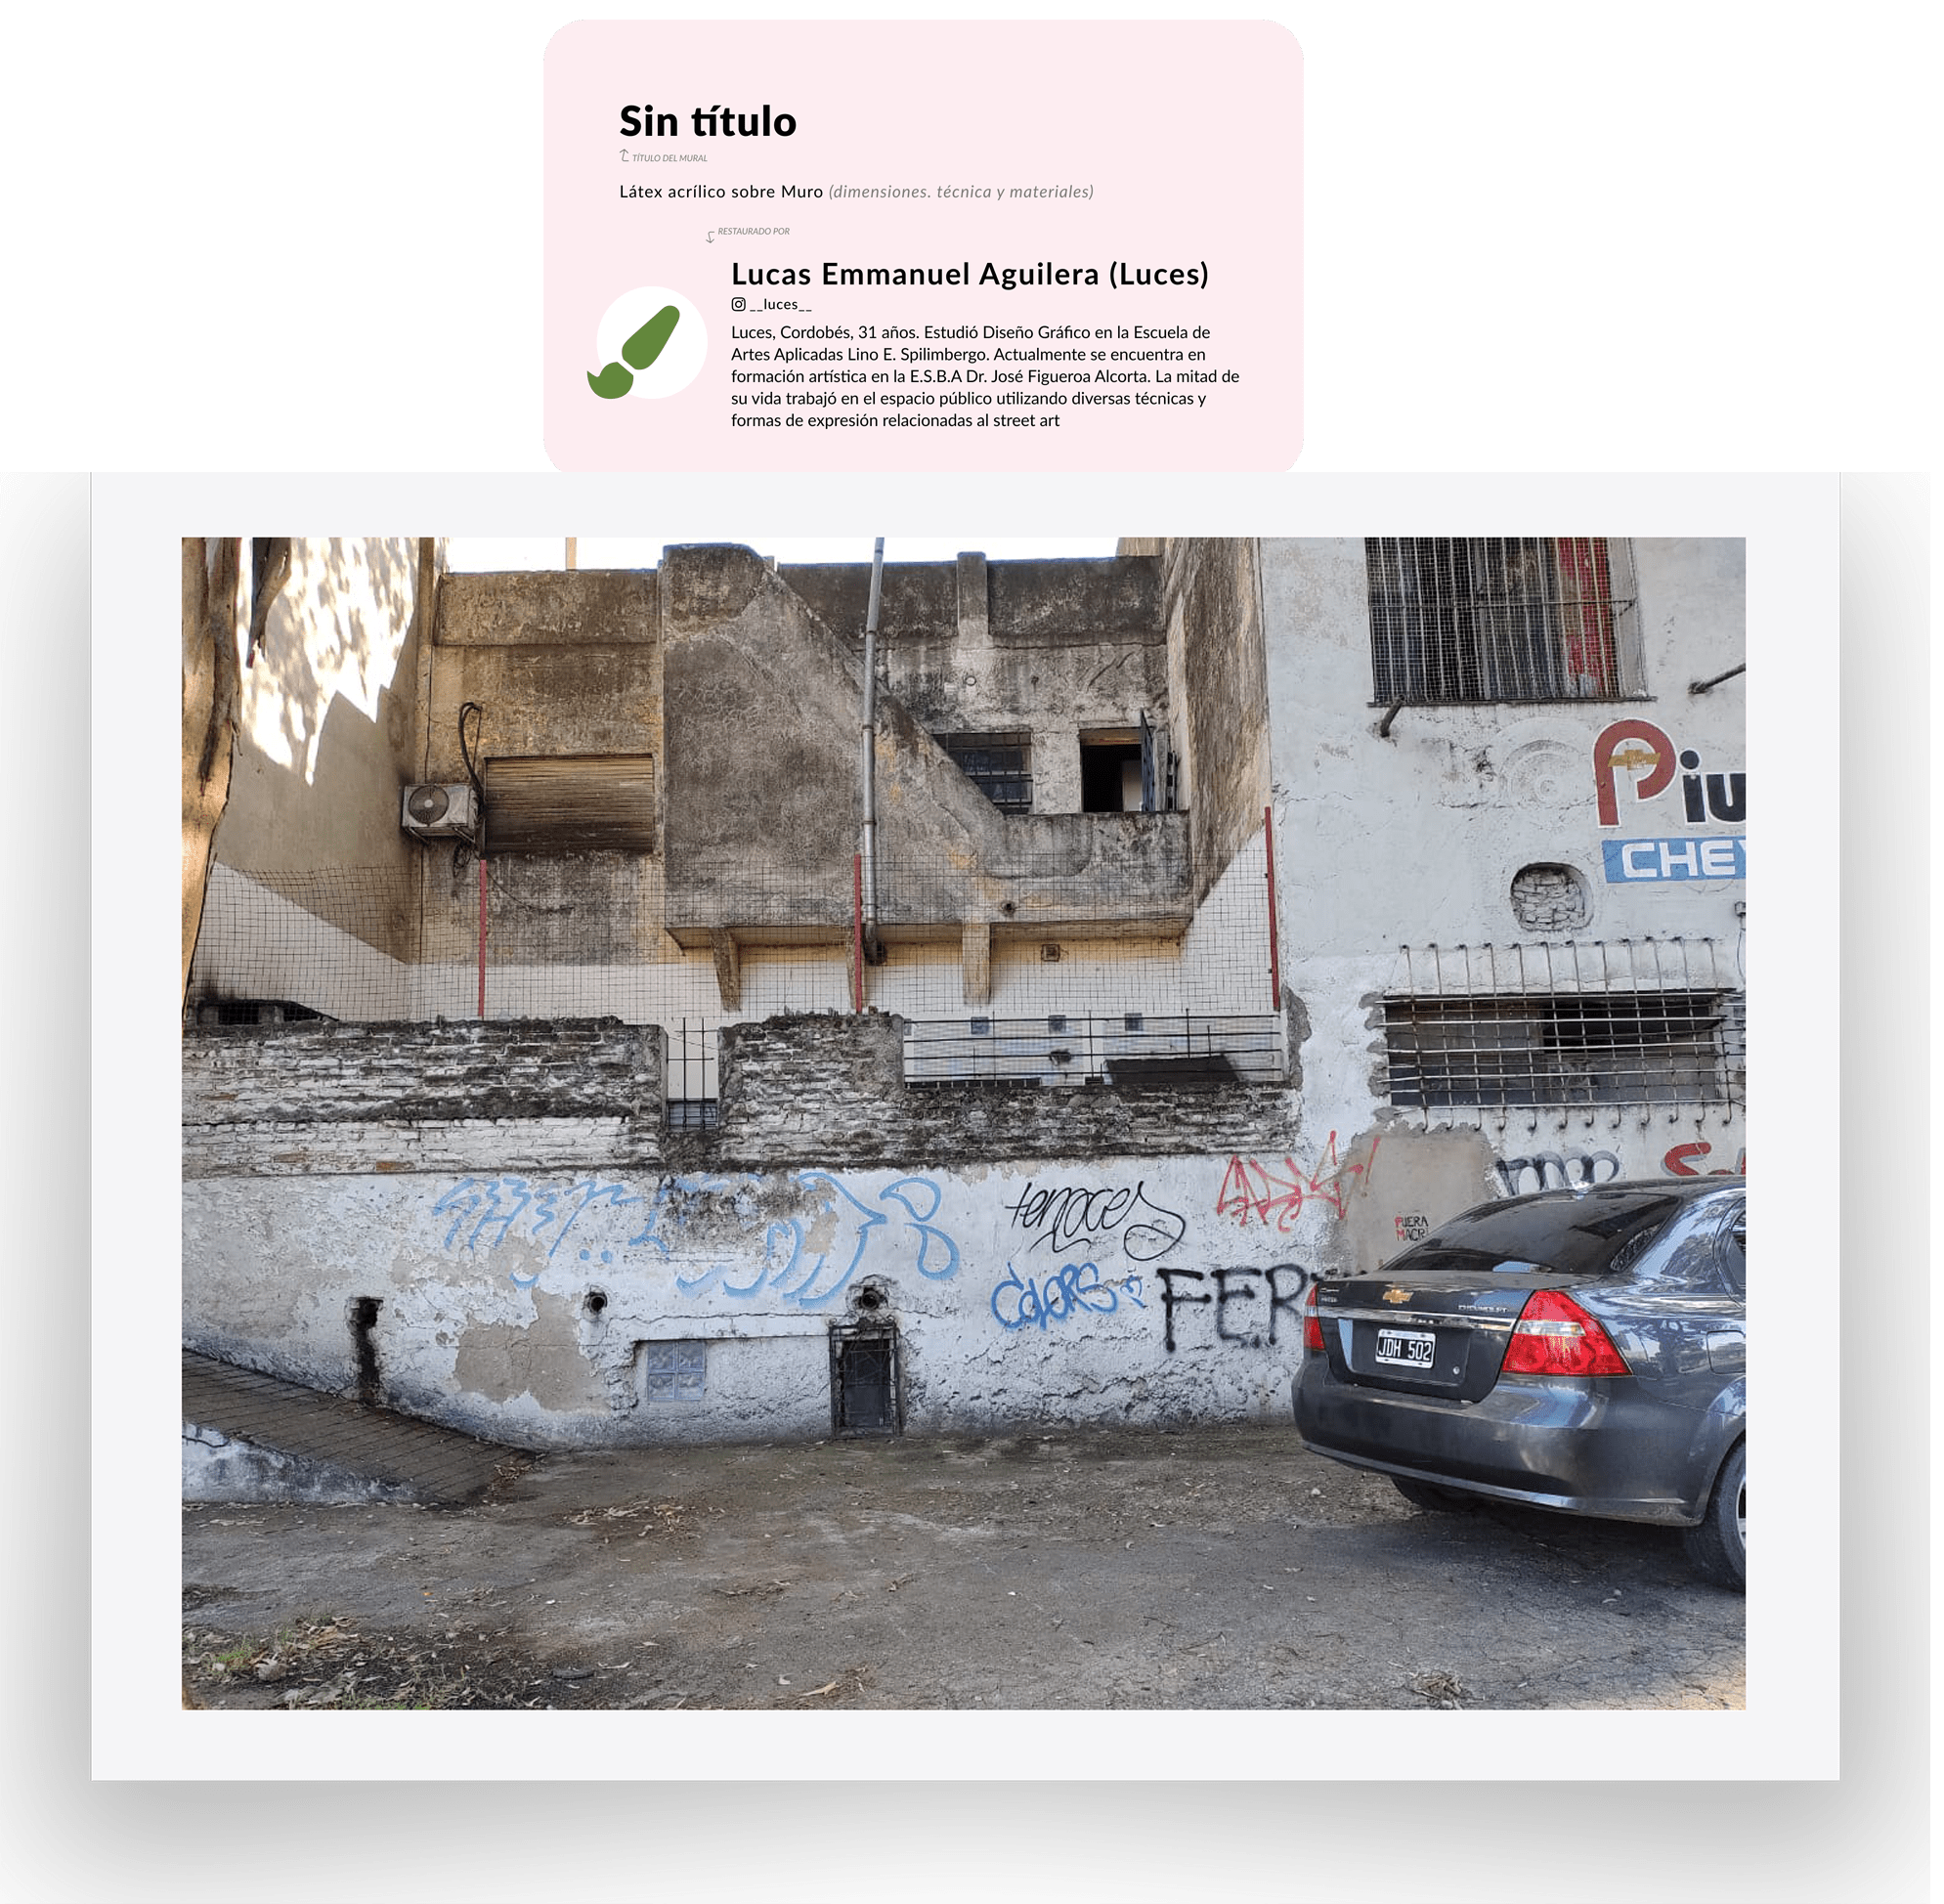 Sin título
TÍTULO DEL MURAL
Látex acrílico sobre Muro (dimensiones. técnica y materiales)
RESTAURADO POR
Lucas Emmanuel Aguilera (Luces)
__luces__
Luces, Cordobés, 31 años. Estudió Diseño Gráfico en la Escuela de
Artes Aplicadas Lino E. Spilimbergo. Actualmente se encuentra en
formación artística en la E.S.B.A Dr. José Figueroa Alcorta. La mitad de
su vida trabajó en el espacio público utilizando diversas técnicas y
formas de expresión relacionadas al street art
Piu
CHEV
FUERA
MACRI
COLORS
FER
CHEVROLET
JDH 502